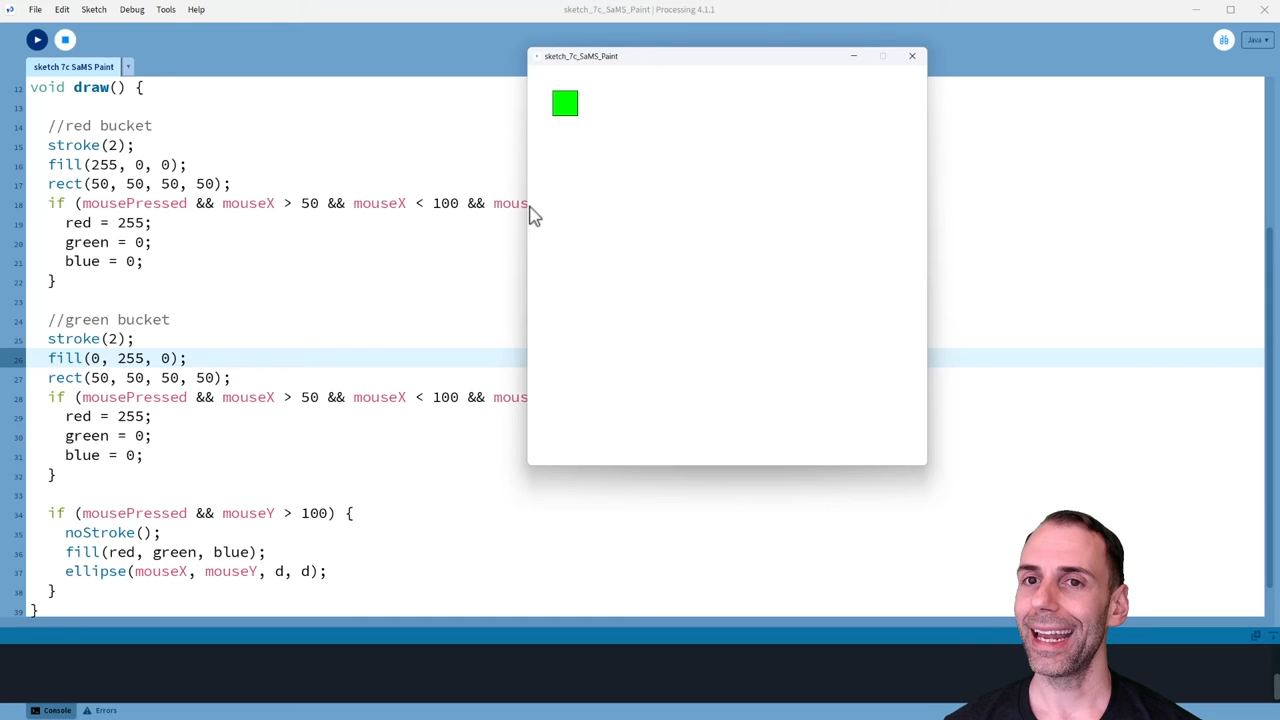 File Edit Sketch Debug Tools Help
sketch_7c_SaMS_Paint | Processing 4.1.1
Java
sketch 7c SaMS Paint
sketch_7c_SaMS_Paint
12 void draw() {
13
14 //red bucket
15 stroke(2);
16 fill(255, 0, 0);
17 rect(50, 50, 50, 50);
18 if (mousePressed && mouseX > 50 && mouseX < 100 && mous
19 red = 255;
20 green = 0;
21 blue = 0;
22 }
23
24 //green bucket
25 stroke(2);
26 fill(0, 255, 0);
27 rect(50, 50, 50, 50);
28 if (mousePressed && mouseX > 50 && mouseX < 100 && mous
29 red = 255;
30 green = 0;
31 blue = 0;
32 }
33
34 if (mousePressed && mouseY > 100) {
35 noStroke();
36 fill(red, green, blue);
37 ellipse(mouseX, mouseY, d, d);
38 }
39 }
Console Errors